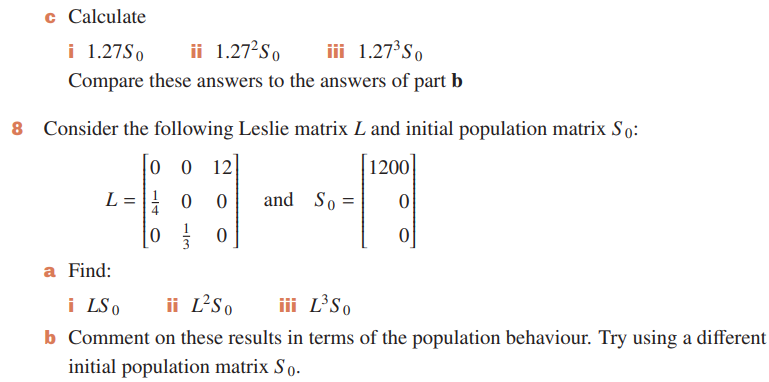 c Calculate
i 1.27S₀ ii 1.27²S₀ iii 1.27³S₀
Compare these answers to the answers of part b
8 Consider the following Leslie matrix L and initial population matrix S₀:
L = [0 0 12; 1/4 0 0; 0 1/3 0] and S₀ = [1200; 0; 0]
a Find:
i LS₀ ii L²S₀ iii L³S₀
b Comment on these results in terms of the population behaviour. Try using a different
initial population matrix S₀.